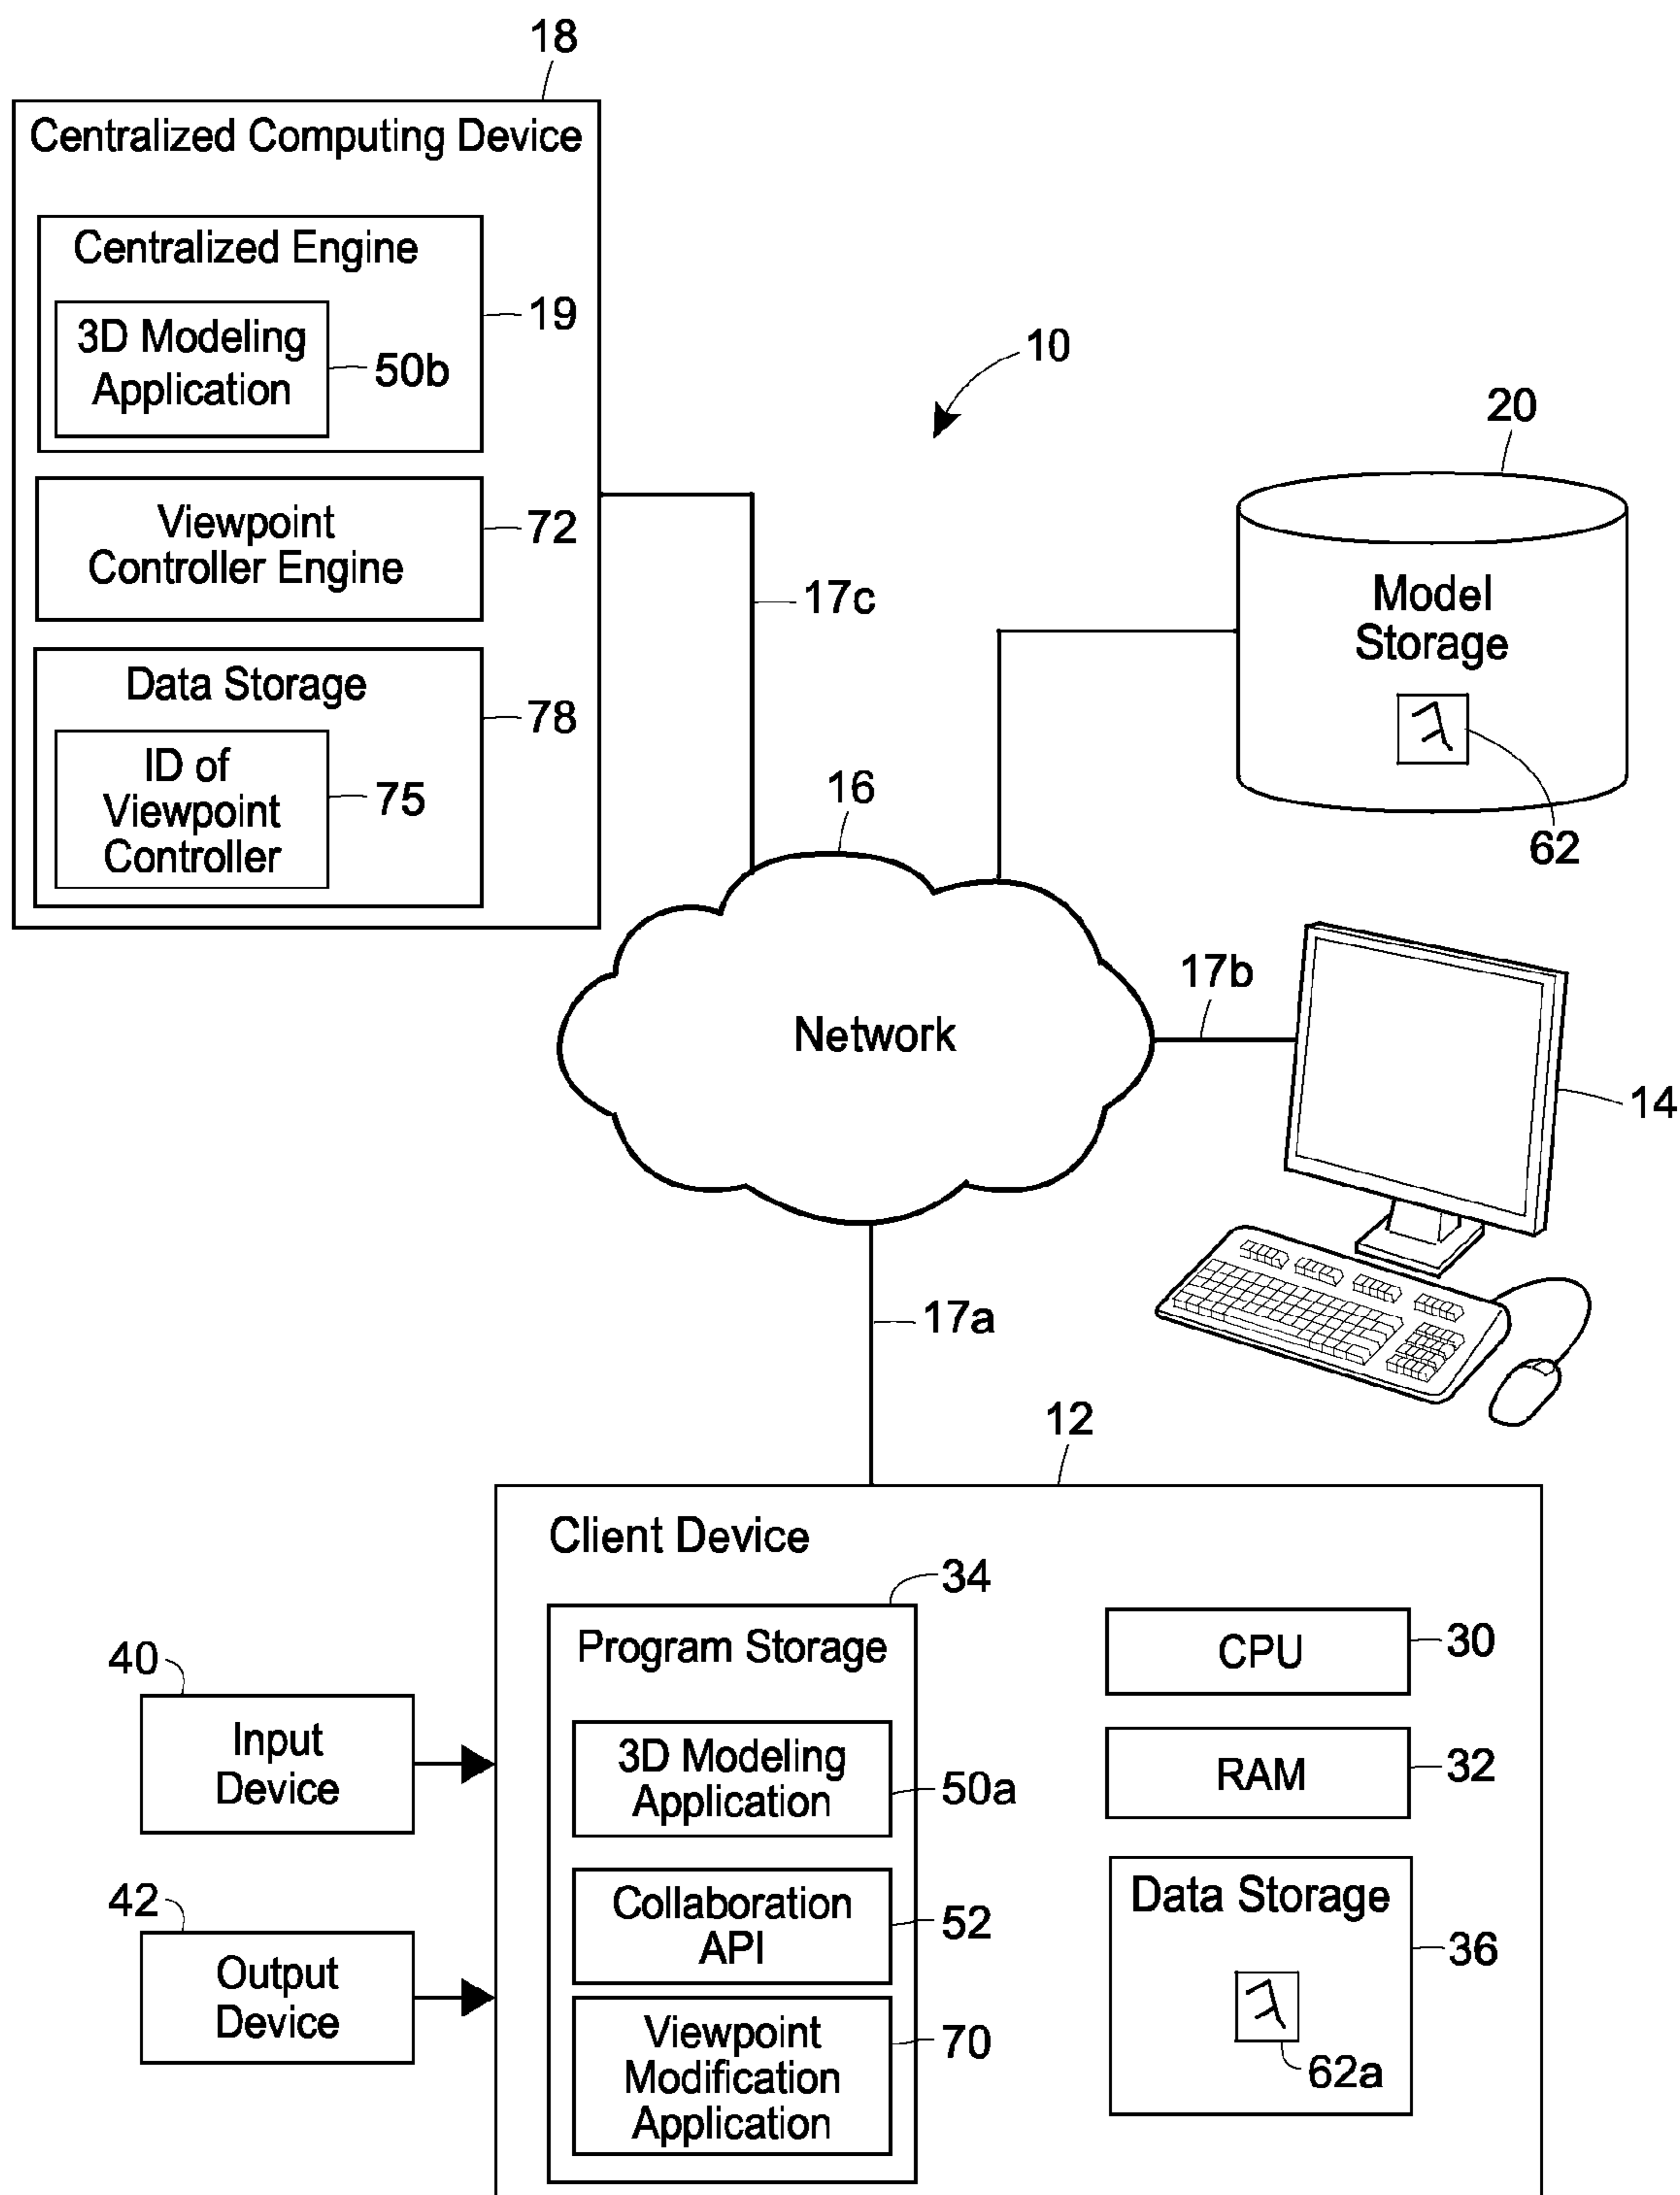 18
Centralized Computing Device
Centralized Engine
19
3D Modeling
Application
50b
Viewpoint
Controller Engine
72
Data Storage
78
ID of
Viewpoint
Controller
75
17c
10
20
Model
Storage
62
16
Network
17b
14
17a
12
Client Device
34
Program Storage
3D Modeling
Application
50a
Collaboration
API
52
Viewpoint
Modification
Application
70
CPU
30
RAM
32
Data Storage
36
62a
40
Input
Device
42
Output
Device